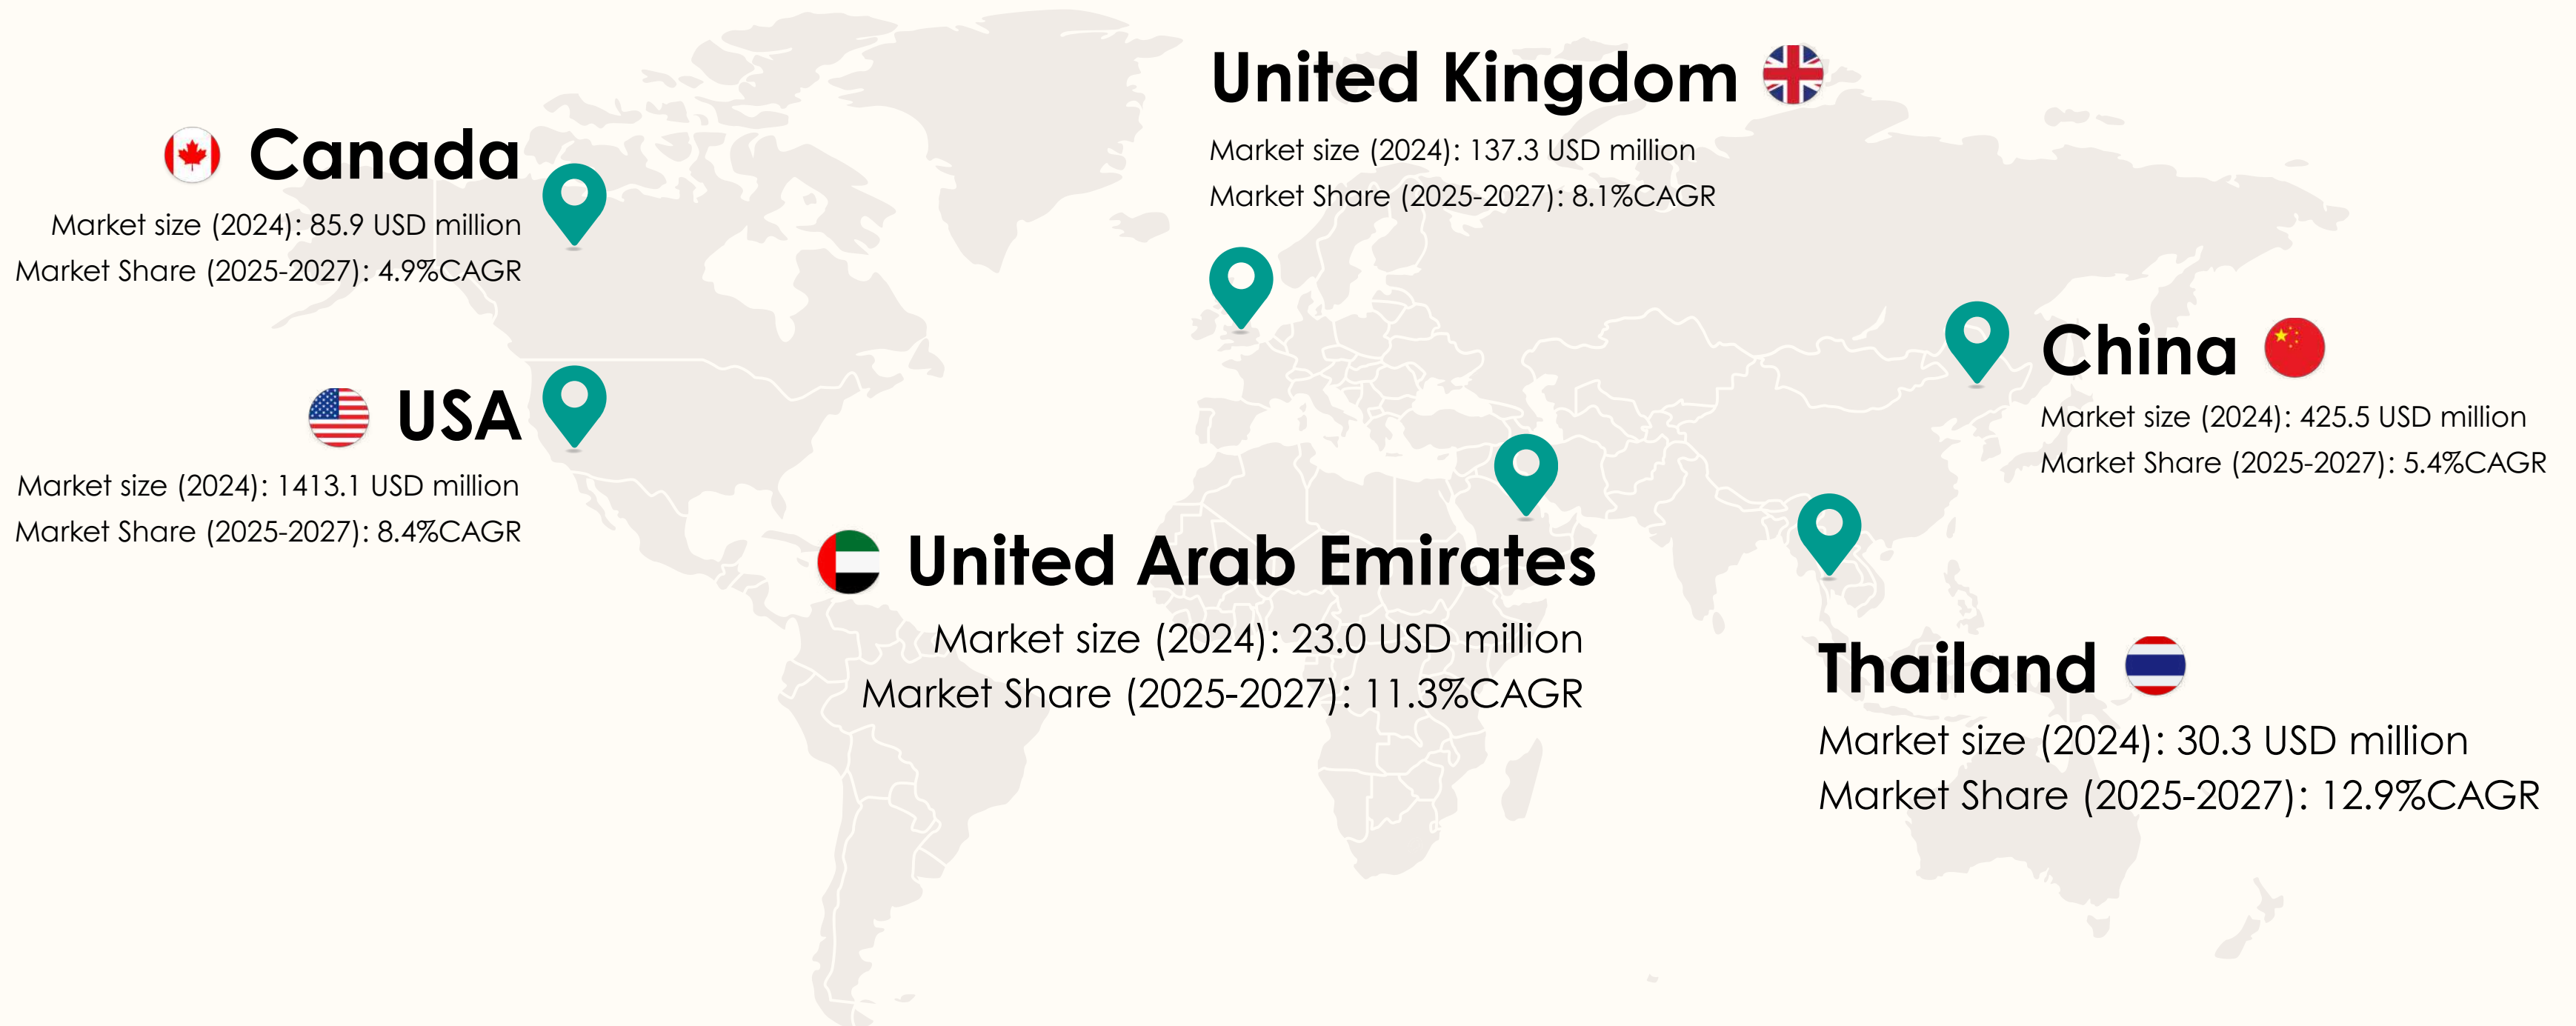 United Kingdom
Market size (2024): 137.3 USD million
Market Share (2025-2027): 8.1%CAGR
Canada
Market size (2024): 85.9 USD million
Market Share (2025-2027): 4.9%CAGR
China
Market size (2024): 425.5 USD million
Market Share (2025-2027): 5.4%CAGR
USA
Market size (2024): 1413.1 USD million
Market Share (2025-2027): 8.4%CAGR
United Arab Emirates
Market size (2024): 23.0 USD million
Market Share (2025-2027): 11.3%CAGR
Thailand
Market size (2024): 30.3 USD million
Market Share (2025-2027): 12.9%CAGR